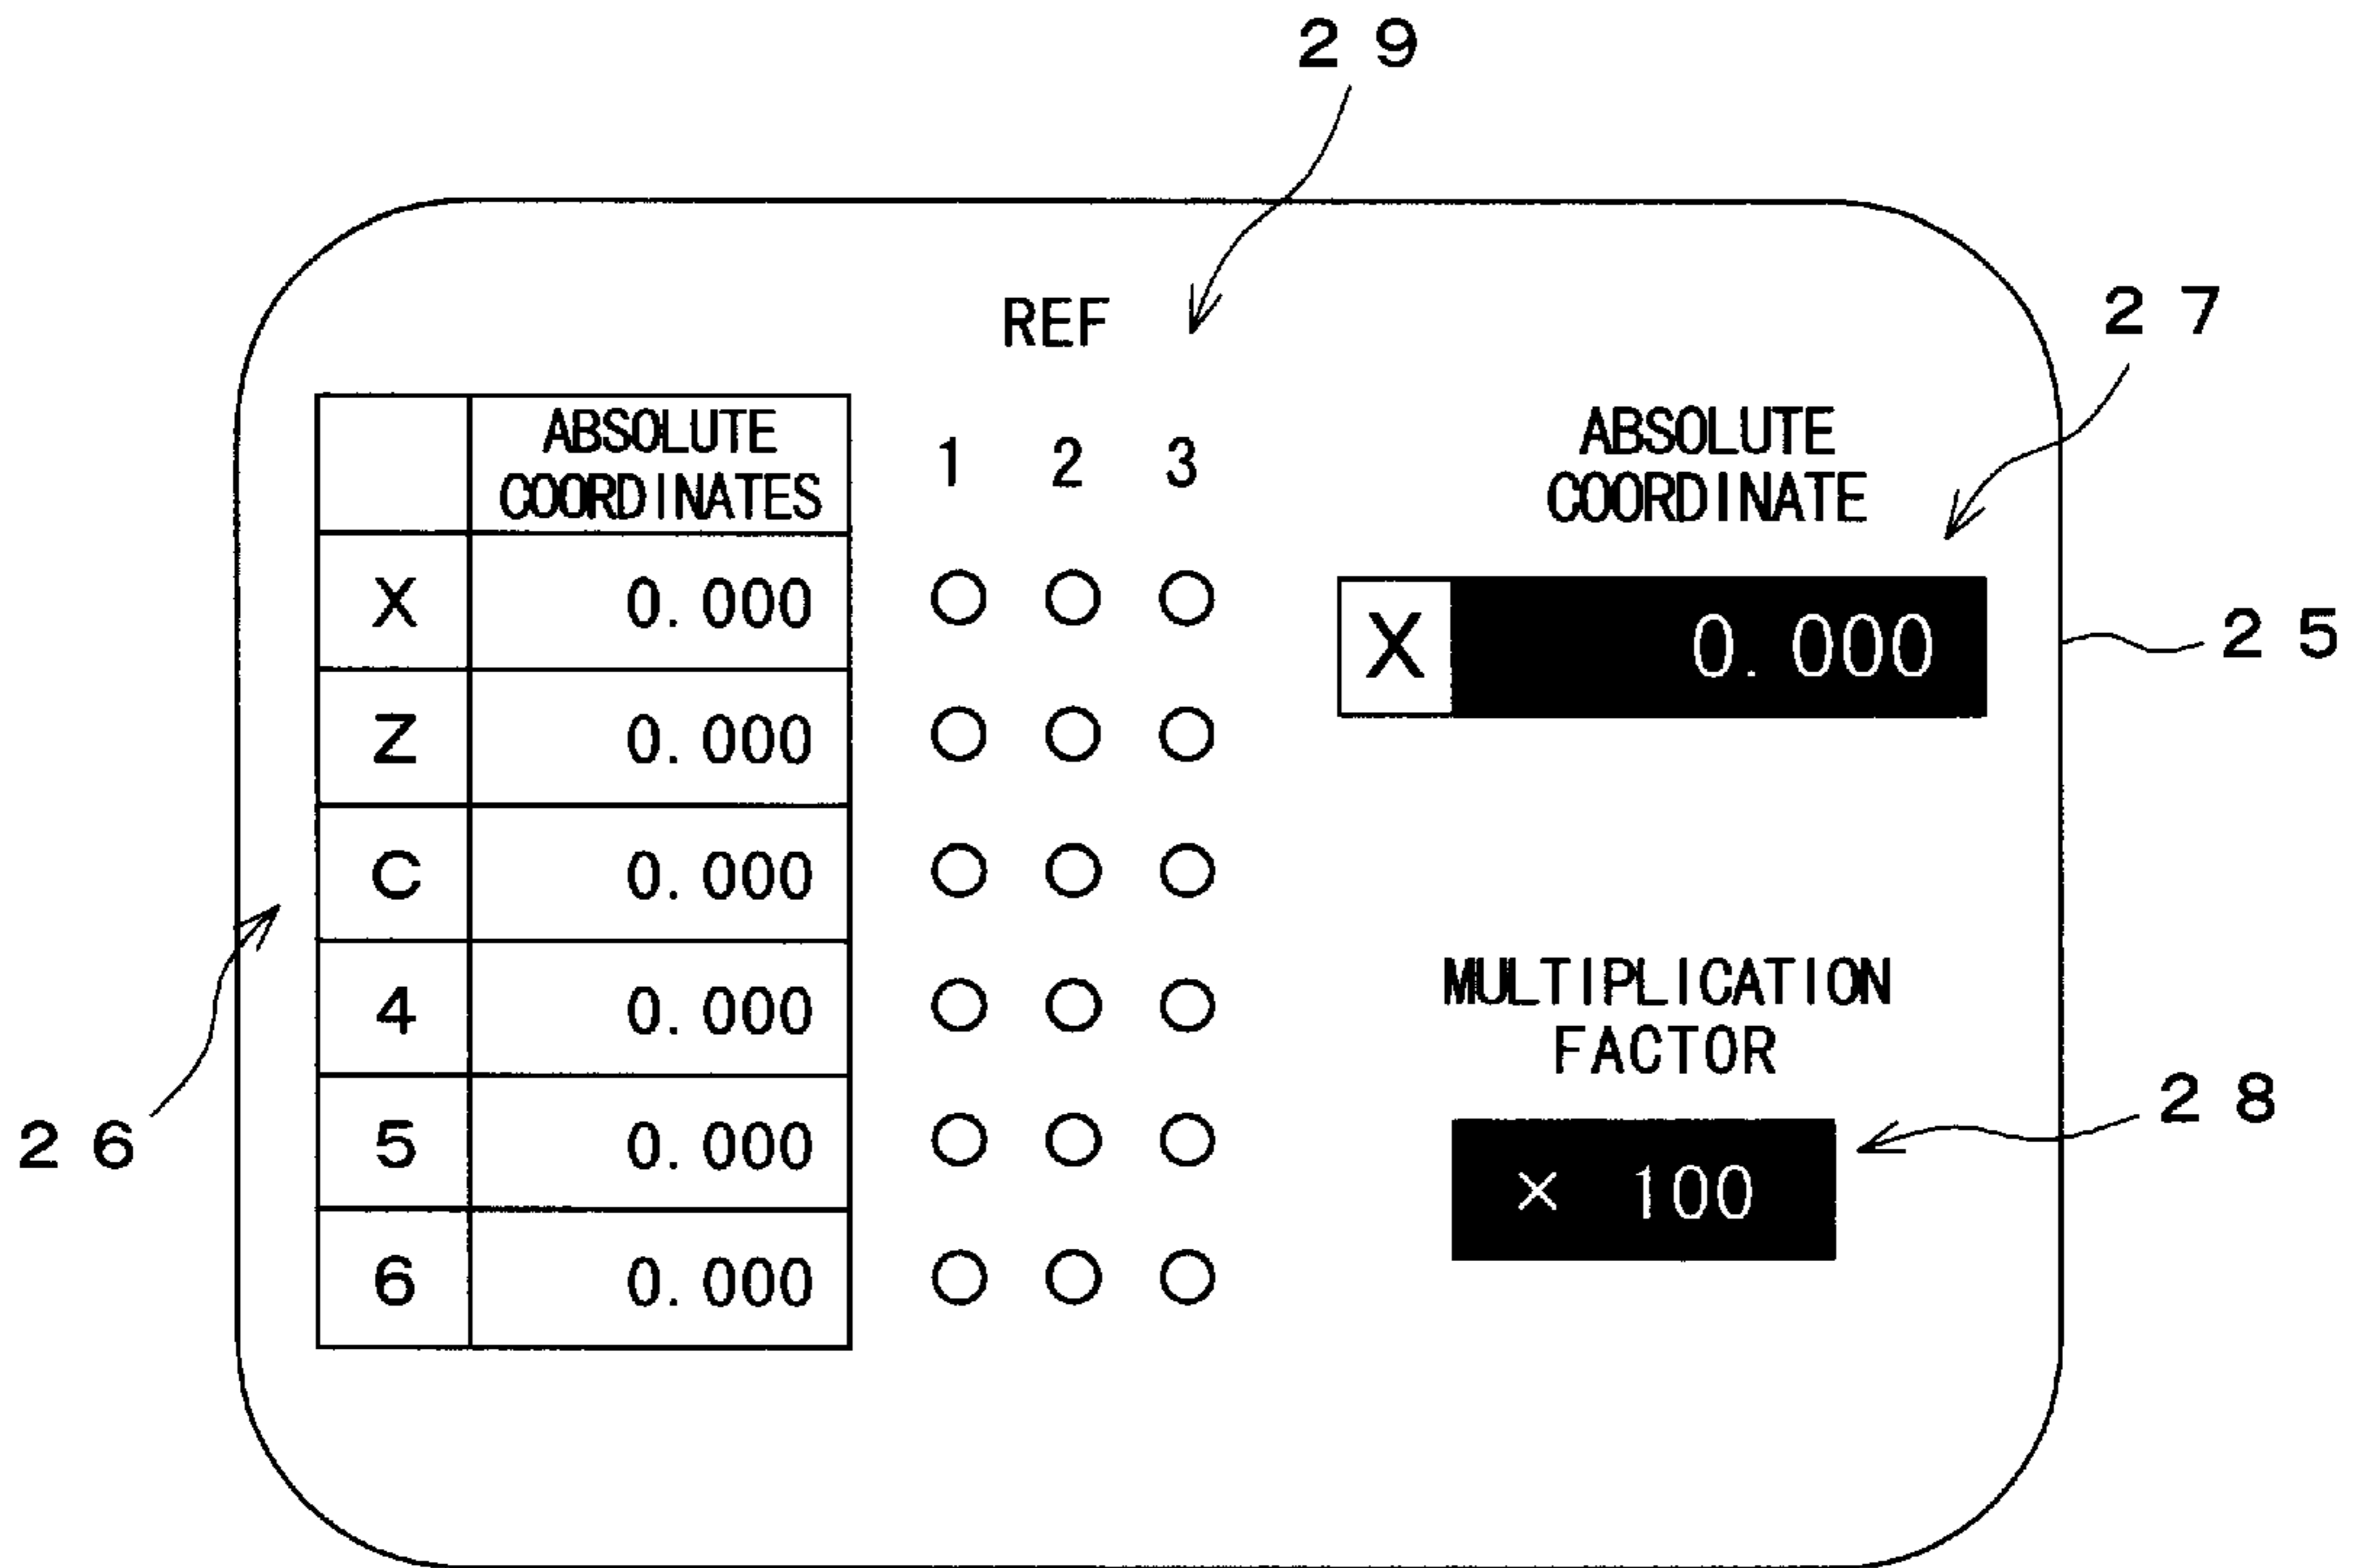 29
REF
27
ABSOLUTE
COORDINATES
1 2 3
ABSOLUTE
COORDINATE
X 0.000
X 0.000
25
Z 0.000
C 0.000
4 0.000
5 0.000
6 0.000
26
MULTIPLICATION
FACTOR
28
× 100